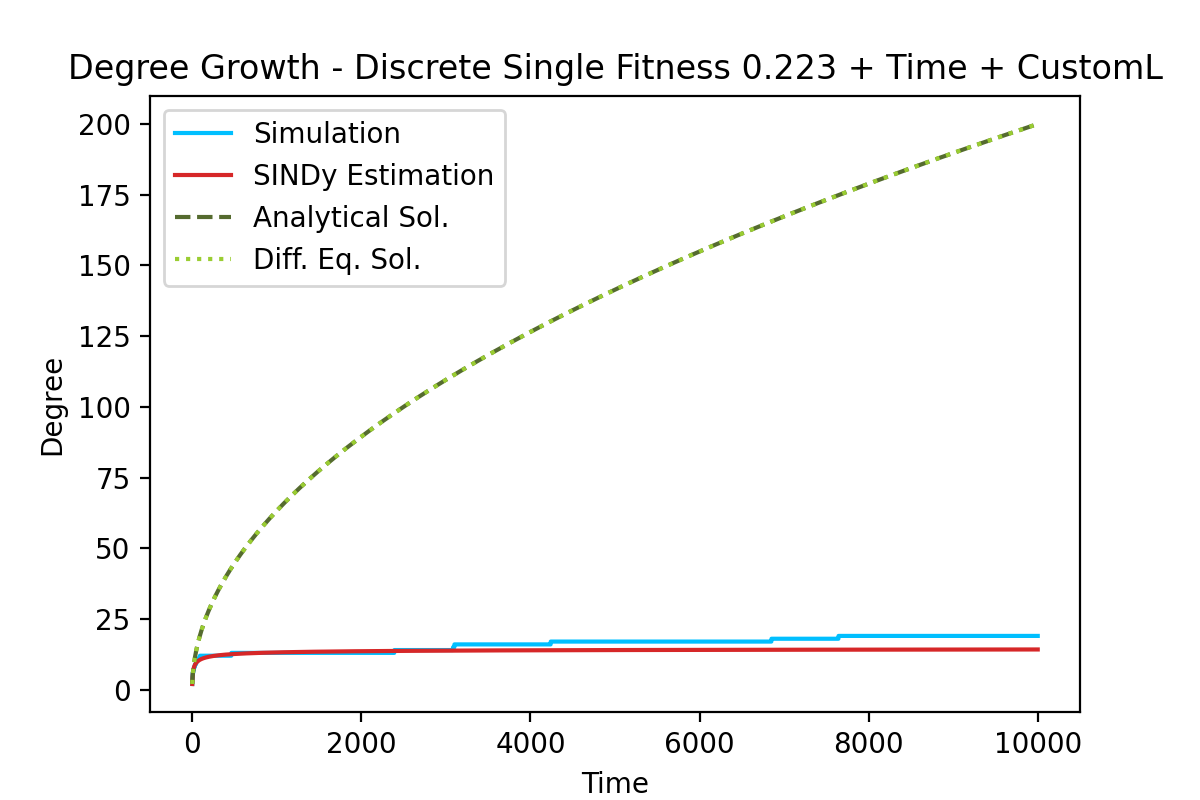 Degree Growth - Discrete Single Fitness 0.223 + Time + CustomL
Simulation
SINDy Estimation
Analytical Sol.
Diff. Eq. Sol.
Degree
200
175
150
125
100
75
50
25
0
0 2000 4000 6000 8000 10000
Time